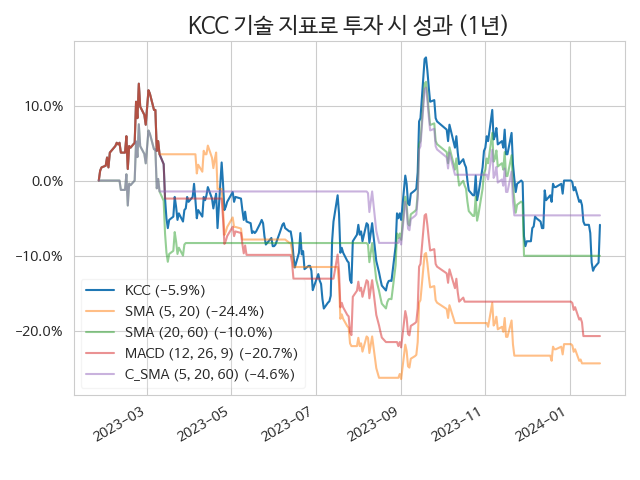 KCC 기술 지표로 투자 시 성과 (1년)
10.0%
0.0%
−10.0%
−20.0%
KCC (−5.9%)
SMA (5, 20) (−24.4%)
SMA (20, 60) (−10.0%)
MACD (12, 26, 9) (−20.7%)
C_SMA (5, 20, 60) (−4.6%)
2023−03
2023−05
2023−07
2023−09
2023−11
2024−01